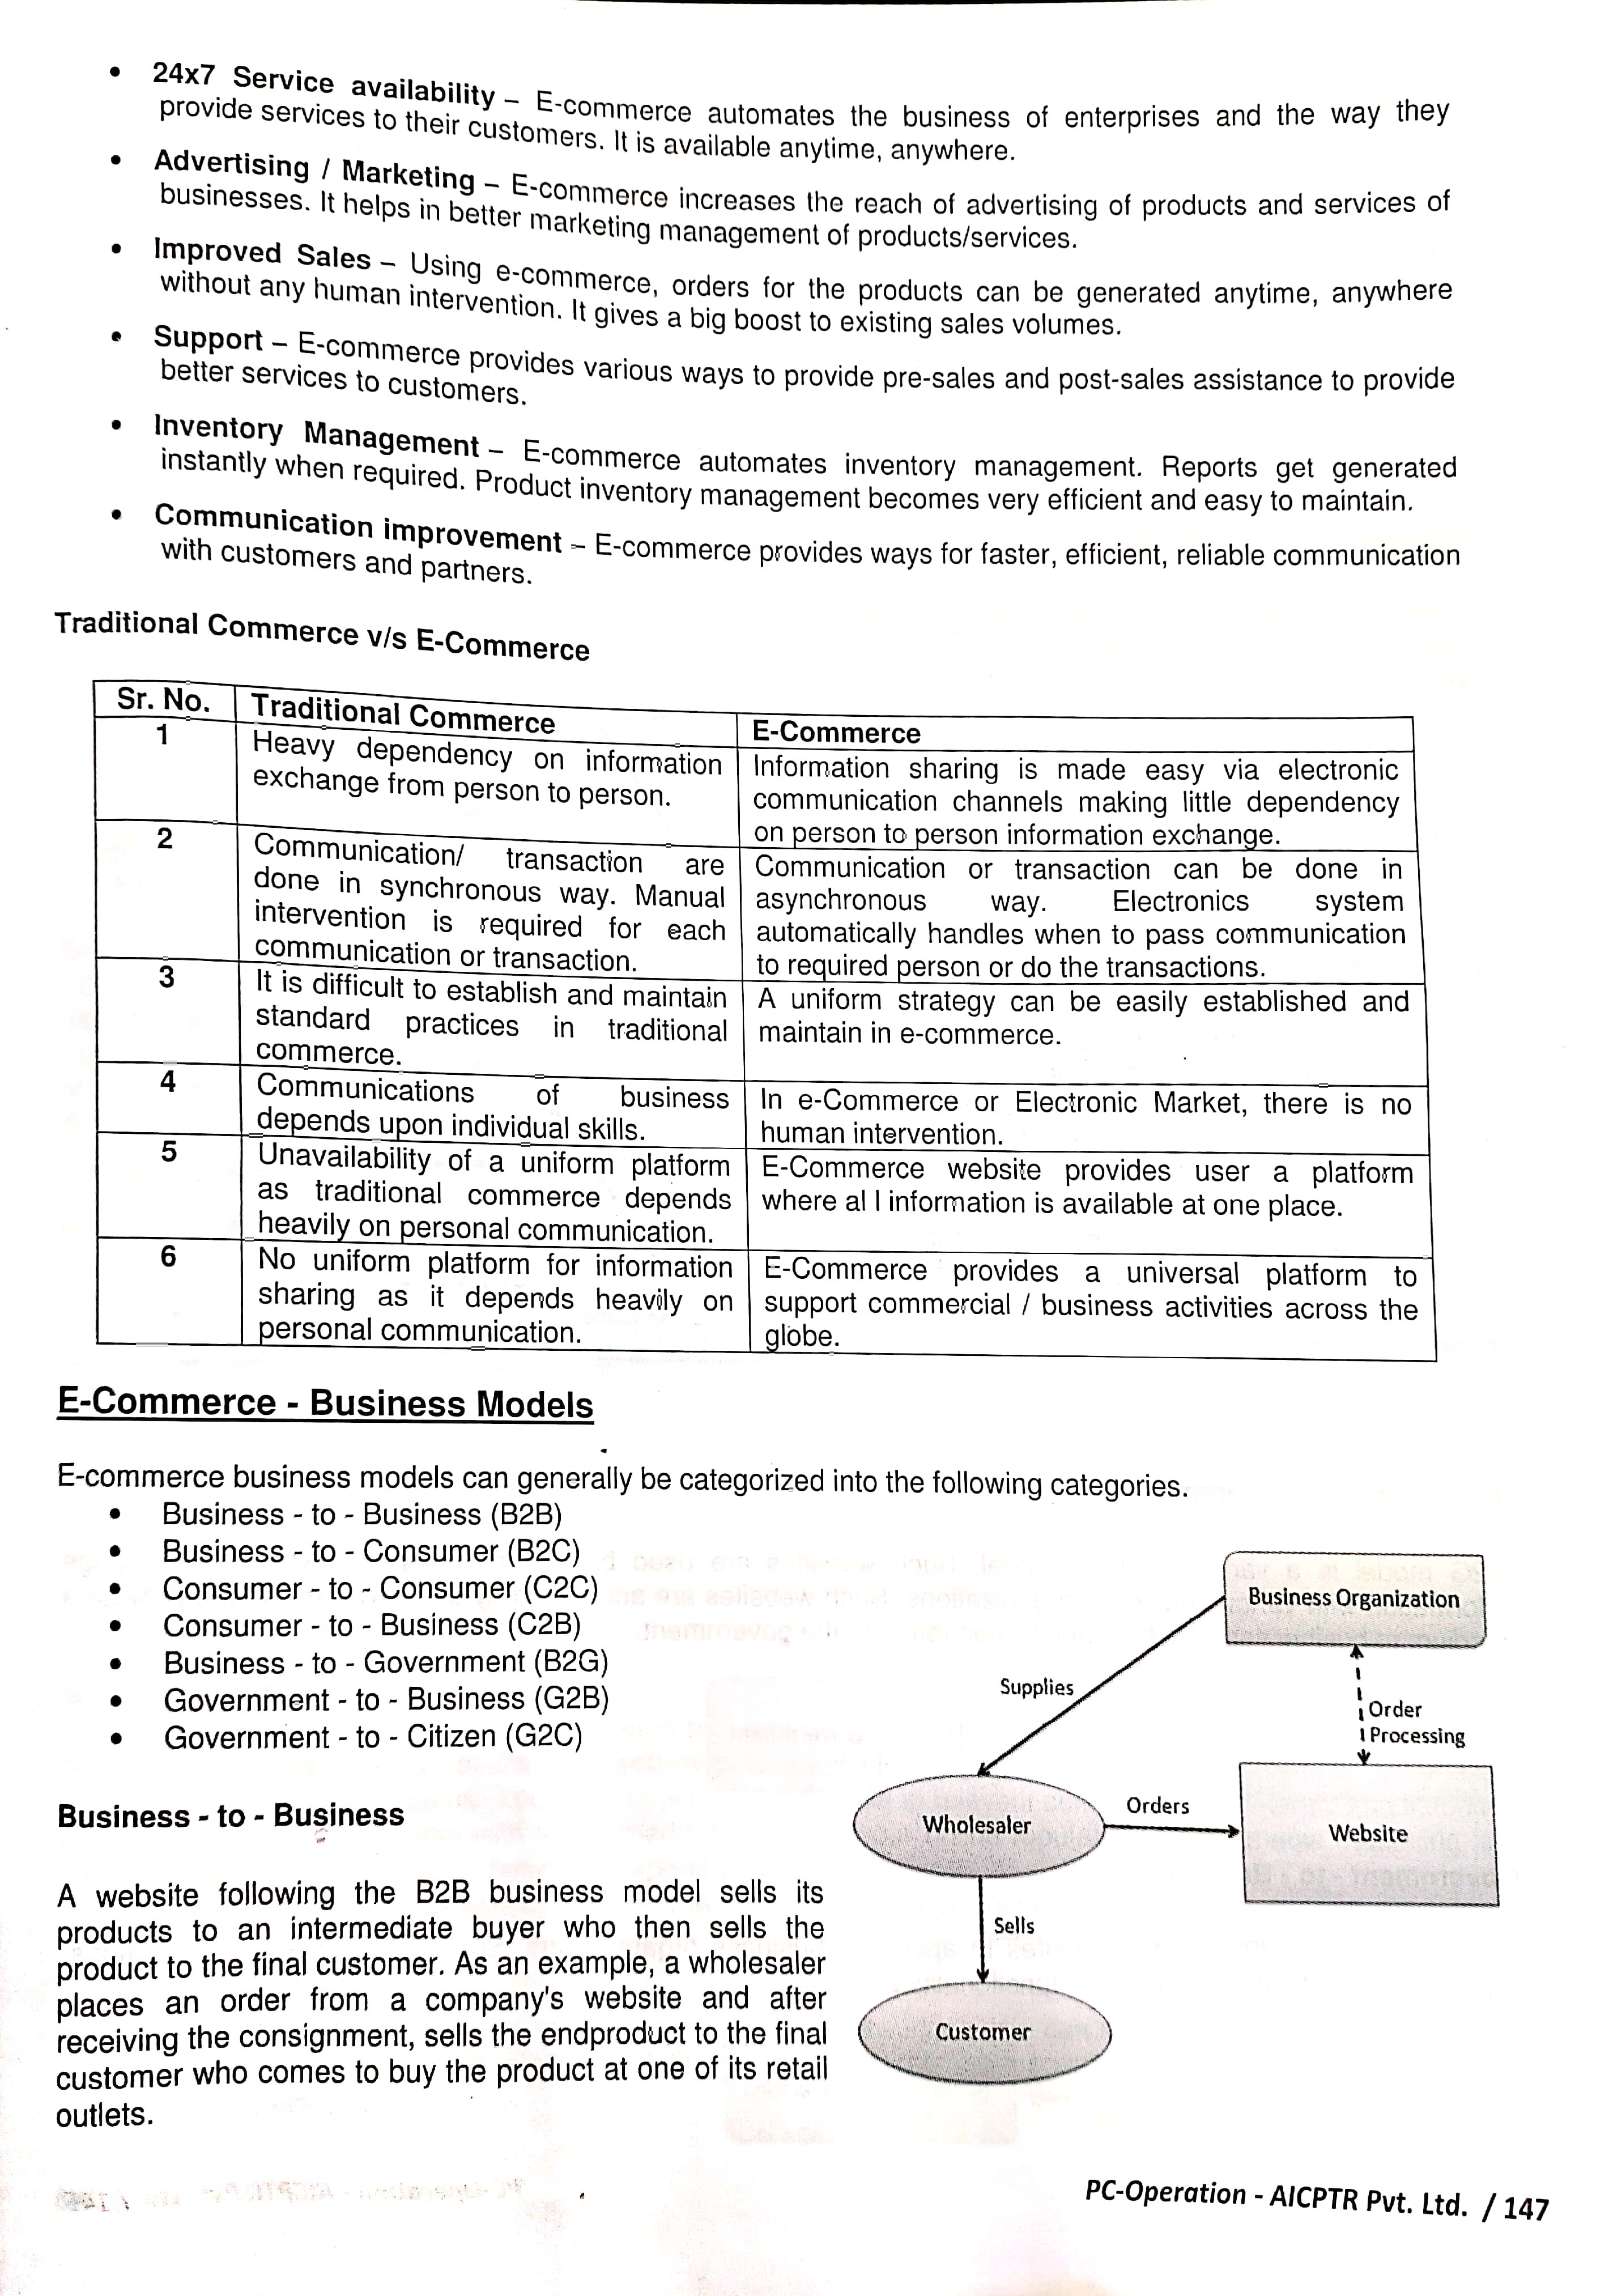 • 24x7 Service availability – E-commerce automates the business of enterprises and the way they
provide services to their customers. It is available anytime, anywhere.
• Advertising / Marketing – E-commerce increases the reach of advertising of products and services of
businesses. It helps in better marketing management of products/services.
• Improved Sales – Using e-commerce, orders for the products can be generated anytime, anywhere
without any human intervention. It gives a big boost to existing sales volumes.
• Support – E-commerce provides various ways to provide pre-sales and post-sales assistance to provide
better services to customers.
• Inventory Management – E-commerce automates inventory management. Reports get generated
instantly when required. Product inventory management becomes very efficient and easy to maintain.
• Communication improvement – E-commerce provides ways for faster, efficient, reliable communication
with customers and partners.
Traditional Commerce v/s E-Commerce
Sr. No.
Traditional Commerce
E-Commerce
1
Heavy dependency on information
exchange from person to person.
Information sharing is made easy via electronic
communication channels making little dependency
on person to person information exchange.
2
Communication/ transaction are
done in synchronous way. Manual
intervention is required for each
communication or transaction.
Communication or transaction can be done in
asynchronous way. Electronics system
automatically handles when to pass communication
to required person or do the transactions.
3
It is difficult to establish and maintain
standard practices in traditional
commerce.
A uniform strategy can be easily established and
maintain in e-commerce.
4
Communications of business
depends upon individual skills.
In e-Commerce or Electronic Market, there is no
human intervention.
5
Unavailability of a uniform platform
as traditional commerce depends
heavily on personal communication.
E-Commerce website provides user a platform
where al l information is available at one place.
6
No uniform platform for information
sharing as it depends heavily on
personal communication.
E-Commerce provides a universal platform to
support commercial / business activities across the
globe.
E-Commerce - Business Models
E-commerce business models can generally be categorized into the following categories.
• Business - to - Business (B2B)
• Business - to - Consumer (B2C)
• Consumer - to - Consumer (C2C)
• Consumer - to - Business (C2B)
• Business - to - Government (B2G)
• Government - to - Business (G2B)
• Government - to - Citizen (G2C)
Business - to - Business
A website following the B2B business model sells its
products to an intermediate buyer who then sells the
product to the final customer. As an example, a wholesaler
places an order from a company's website and after
receiving the consignment, sells the endproduct to the final
customer who comes to buy the product at one of its retail
outlets.
Business Organization
Supplies
Order
Processing
Wholesaler
Orders
Website
Sells
Customer
PC-Operation - AICPTR Pvt. Ltd. / 147